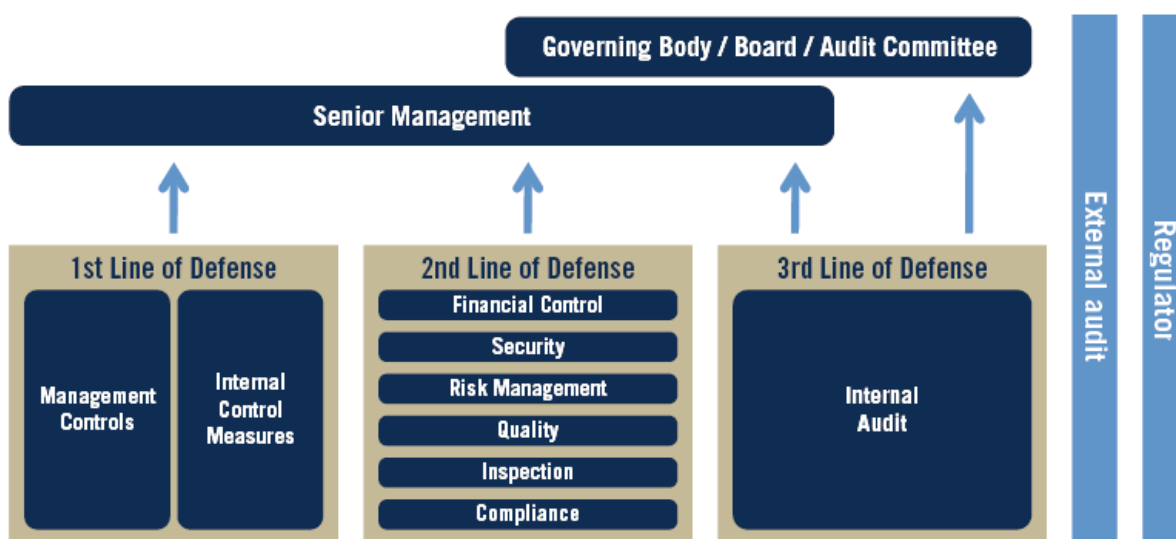 Governing Body / Board / Audit Committee
Senior Management
1st Line of Defense
Management
Controls
Internal
Control
Measures
2nd Line of Defense
Financial Control
Security
Risk Management
Quality
Inspection
Compliance
3rd Line of Defense
Internal
Audit
External audit
Regulator